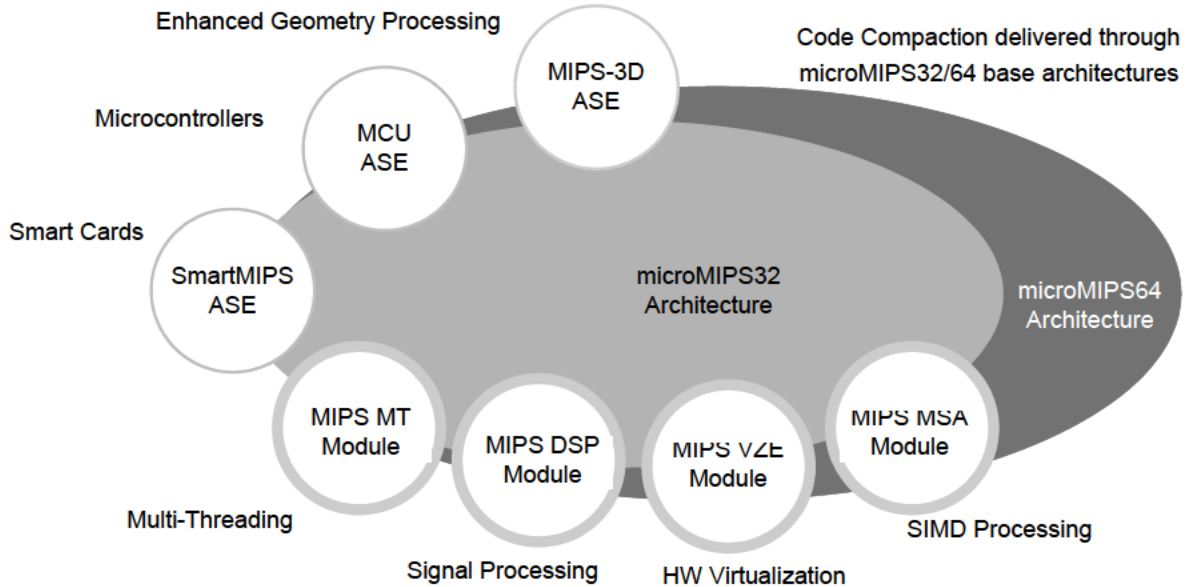 Enhanced Geometry Processing
Code Compaction delivered through
microMIPS32/64 base architectures
MIPS-3D
ASE
Microcontrollers
MCU
ASE
Smart Cards
SmartMIPS
ASE
microMIPS32
Architecture
microMIPS64
Architecture
MIPS MT
Module
MIPS DSP
Module
MIPS VZE
Module
MIPS MSA
Module
Multi-Threading
SIMD Processing
Signal Processing
HW Virtualization